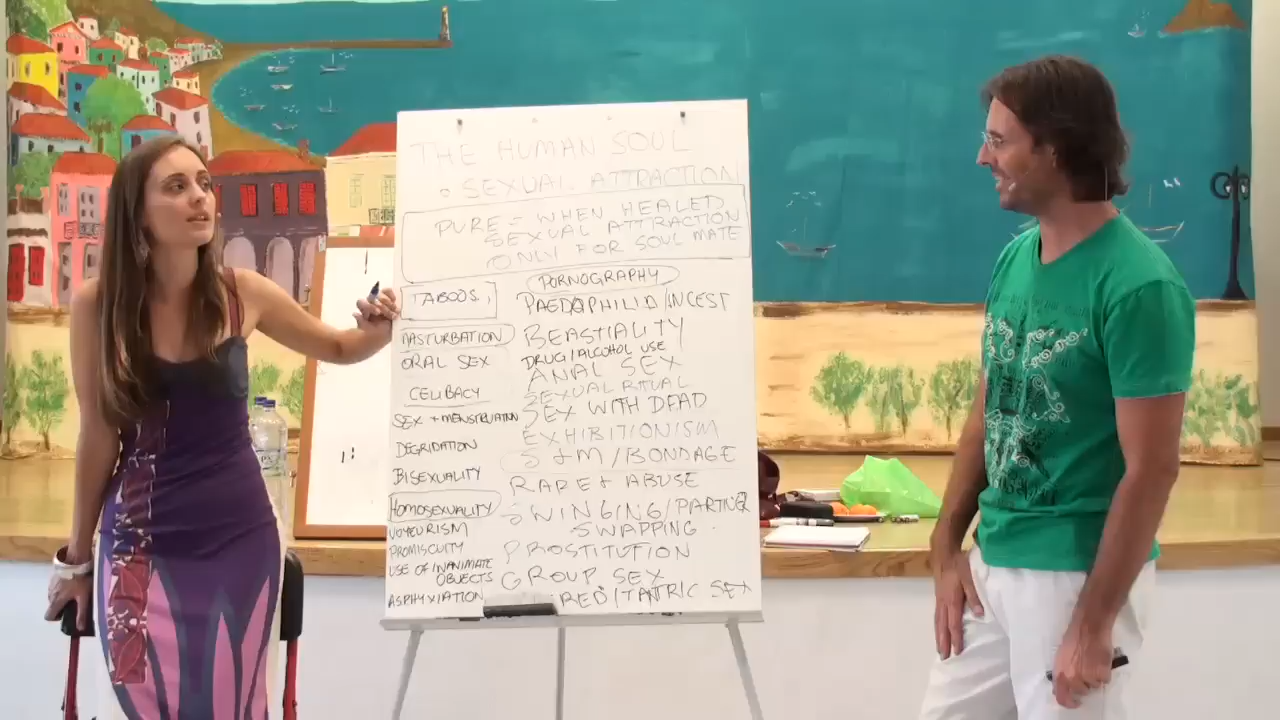 THE HUMAN SOUL
• SEXUAL ATTRACTION
PURE = WHEN HEALED
SEXUAL ATTRACTION
ONLY FOR SOUL MATE
TABOOS,
MASTURBATION
ORAL SEX
CELIBACY
SEX + MENSTRUATION
DEGRIDATION
BISEXUALITY
HOMOSEXUALITY
VOYEURISM
PROMISCUITY
USE OF INANIMATE
OBJECTS
ASPHYXIATION
PORNOGRAPHY
PAEDOPHILIA/INCEST
BEASTIALITY
DRUG/ALCOHOL USE
ANAL SEX
SEXUAL RITUAL
SEX WITH DEAD
EXHIBITIONISM
S+M/BONDAGE
RAPE + ABUSE
SWINGING/PARTNER
SWAPPING
PROSTITUTION
GROUP SEX
/TANTRIC SEX